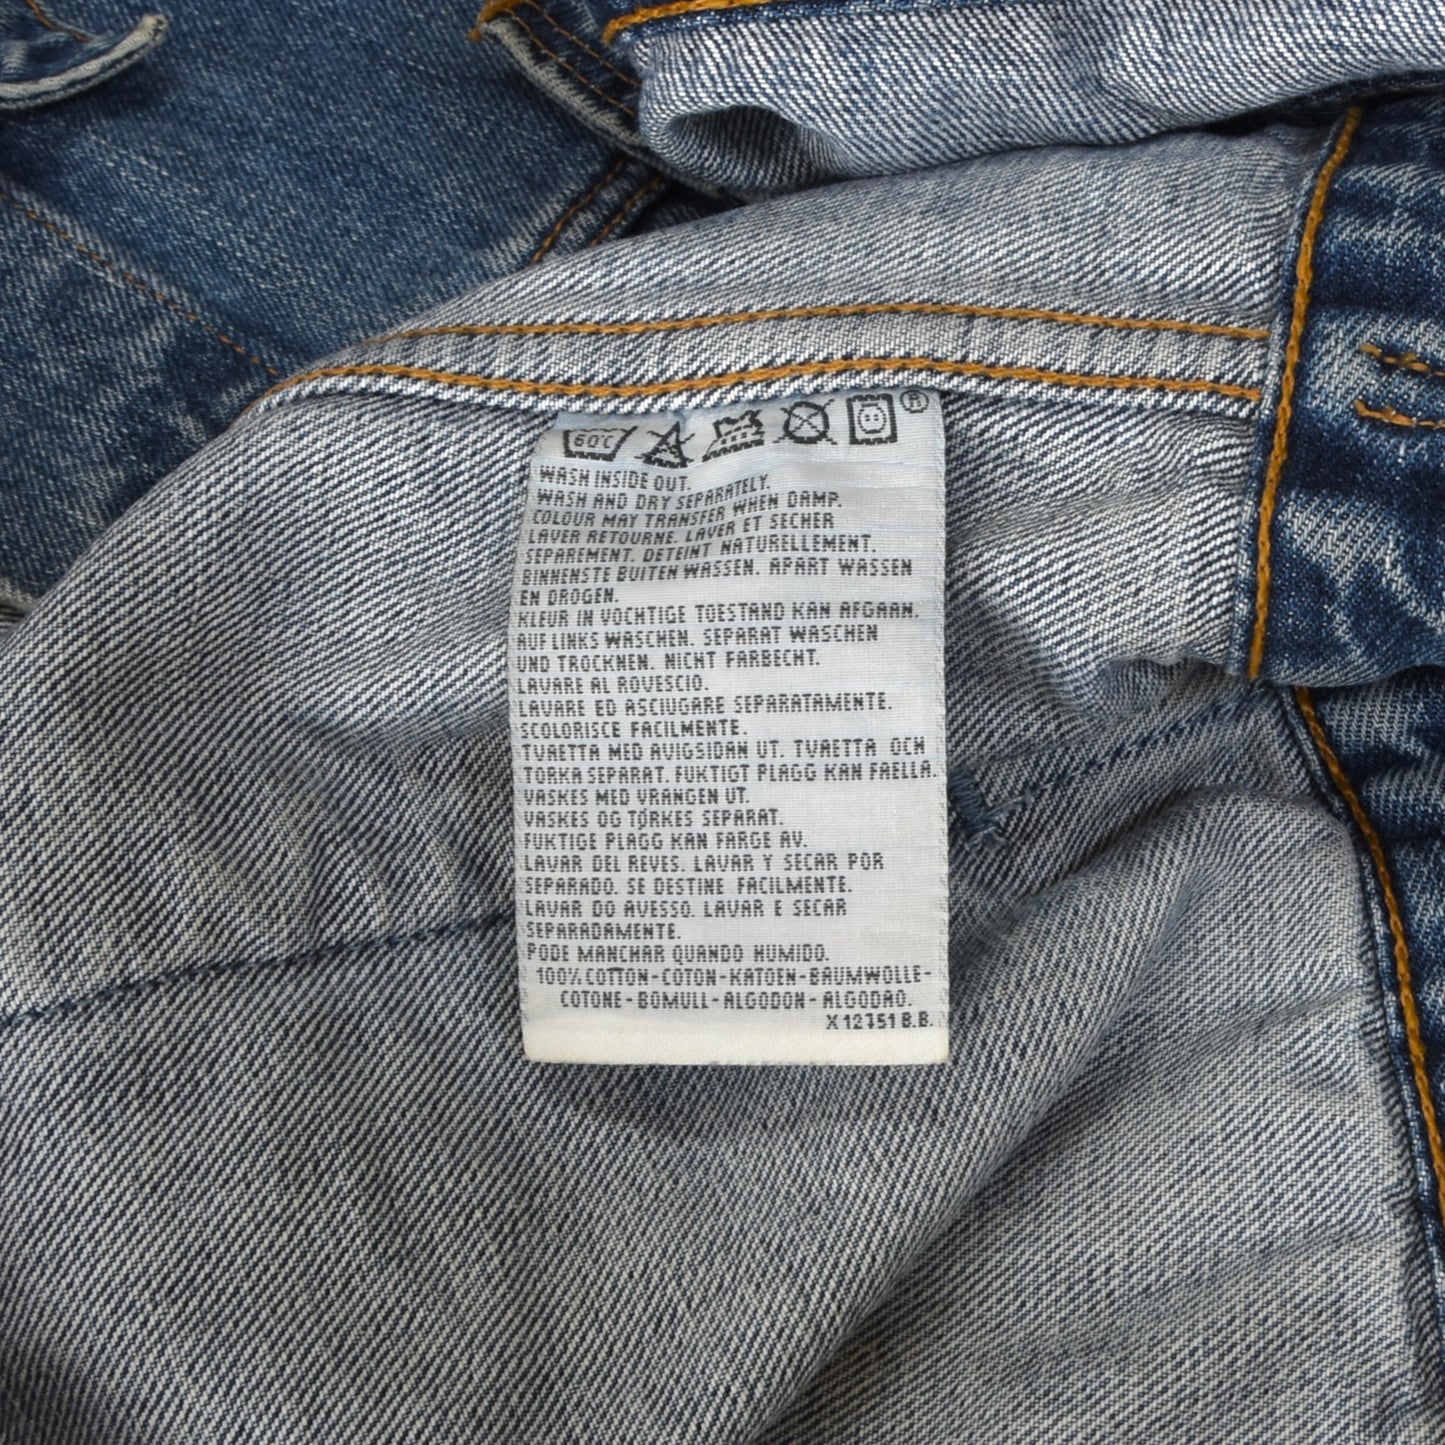 60°C ®
WASH INSIDE OUT.
WASH AND DRY SEPARATELY.
COLOUR MAY TRANSFER WHEN DAMP.
LAVER RETOURNE. LAVER ET SECHER
SEPAREMENT. DETEINT NATURELLEMENT.
BINNENSTE BUITEN WASSEN. APART WASSEN
EN DROGEN.
KLEUR IN VOCHTIGE TOESTAND KAN AFGAAN.
AUF LINKS WASCHEN. SEPARAT WASCHEN
UND TROCKNEN. NICHT FARBECHT.
LAVARE AL ROVESCIO.
LAVARE ED ASCIUGARE SEPARATAMENTE.
SCOLORISCE FACILMENTE.
TVAETTA MED AVIGSIDAN UT. TVAETTA OCH
TORKA SEPARAT. FUKTIGT PLAGG KAN FAELLA.
VASKES MED VRANGEN UT.
VASKES OG TØRKES SEPARAT.
FUKTIGE PLAGG KAN FARGE AV.
LAVAR DEL REVES. LAVAR Y SECAR POR
SEPARADO. SE DESTINE FACILMENTE.
LAVAR DO AVESSO. LAVAR E SECAR
SEPARADAMENTE.
PODE MANCHAR QUANDO HUMIDO.
100% COTTON-COTON-KATOEN-BAUMWOLLE-
COTONE-BOMULL-ALGODON-ALGODAO.
X 12751 B.B.